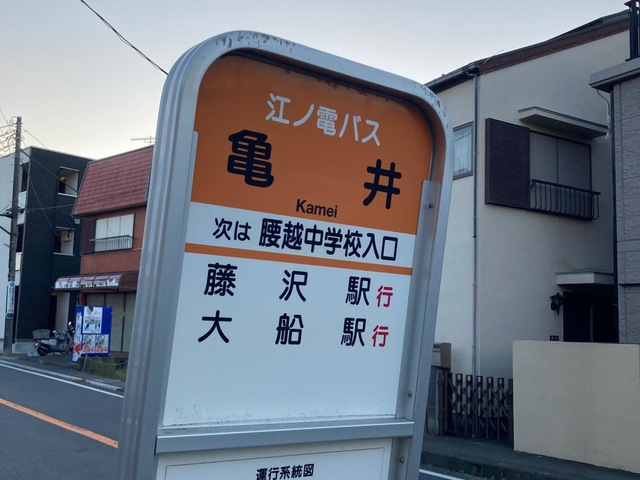 江ノ電バス
亀井
Kamei
次は 腰越中学校入口
藤沢駅行
大船駅行
運行系統図